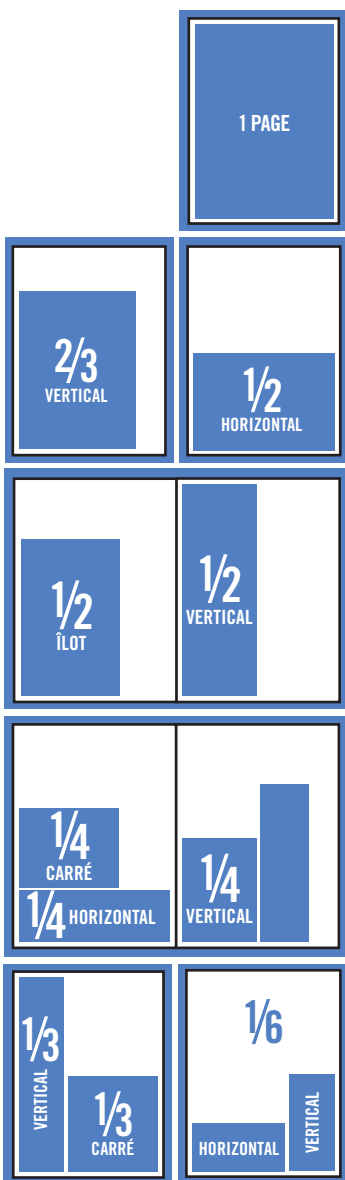 1 PAGE
2/3
VERTICAL
1/2
HORIZONTAL
1/2
ÎLOT
1/2
VERTICAL
1/4
CARRÉ
1/4 HORIZONTAL
1/4
VERTICAL
1/3
VERTICAL
1/3
CARRÉ
1/6
HORIZONTAL
VERTICAL